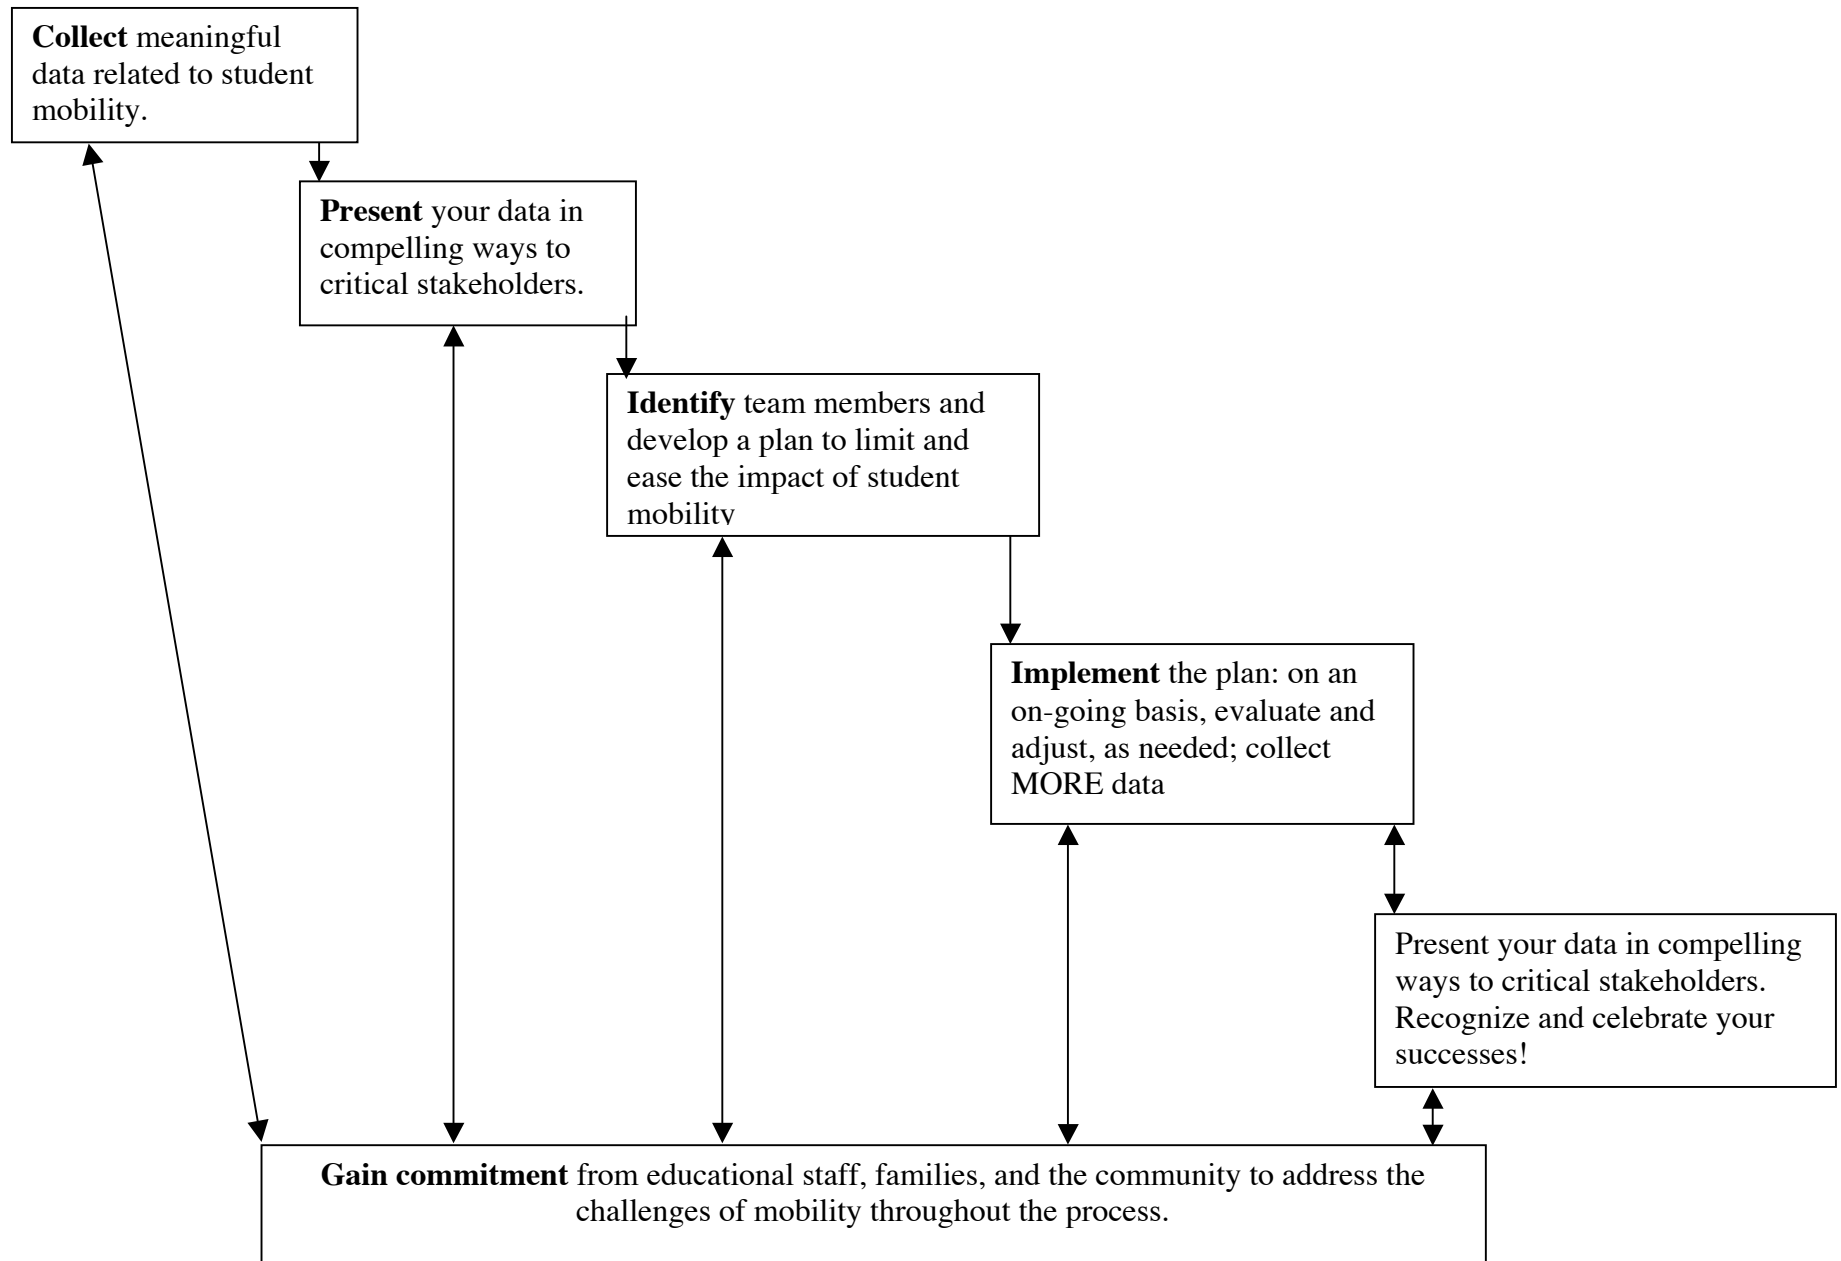 Collect meaningful
data related to student
mobility.
Present your data in
compelling ways to
critical stakeholders.
Identify team members and
develop a plan to limit and
ease the impact of student
mobility
Implement the plan: on an
on-going basis, evaluate and
adjust, as needed; collect
MORE data
Present your data in compelling
ways to critical stakeholders.
Recognize and celebrate your
successes!
Gain commitment from educational staff, families, and the community to address the
challenges of mobility throughout the process.